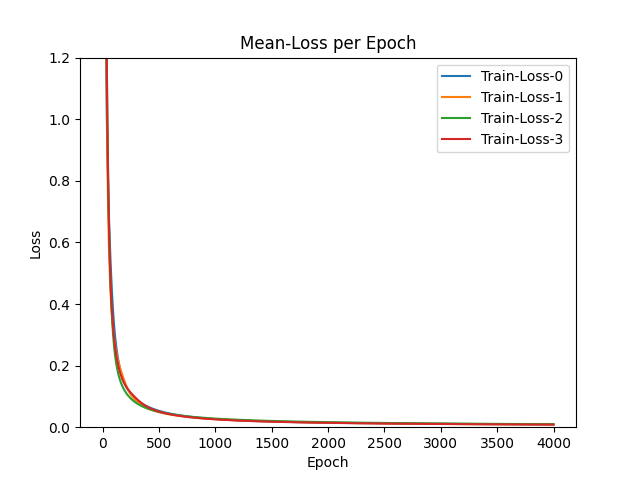 Mean-Loss per Epoch
Train-Loss-0
Train-Loss-1
Train-Loss-2
Train-Loss-3
Loss
1.2
1.0
0.8
0.6
0.4
0.2
0.0
0 500 1000 1500 2000 2500 3000 3500 4000
Epoch